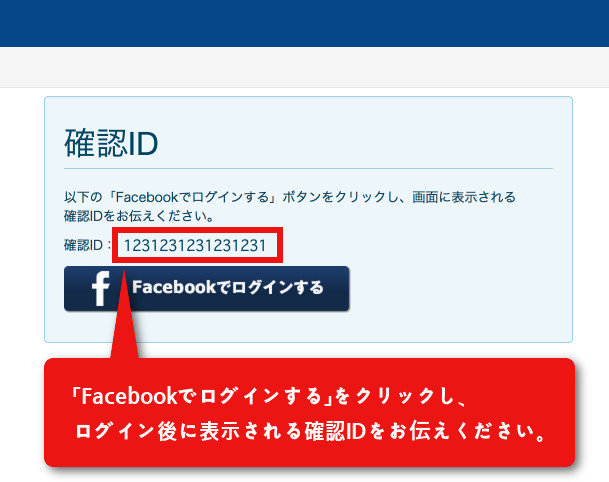 確認ID
以下の「Facebookでログインする」ボタンをクリックし、画面に表示される
確認IDをお伝えください。
確認ID：1231231231231231
Facebookでログインする
「Facebookでログインする」をクリックし、
ログイン後に表示される確認IDをお伝えください。